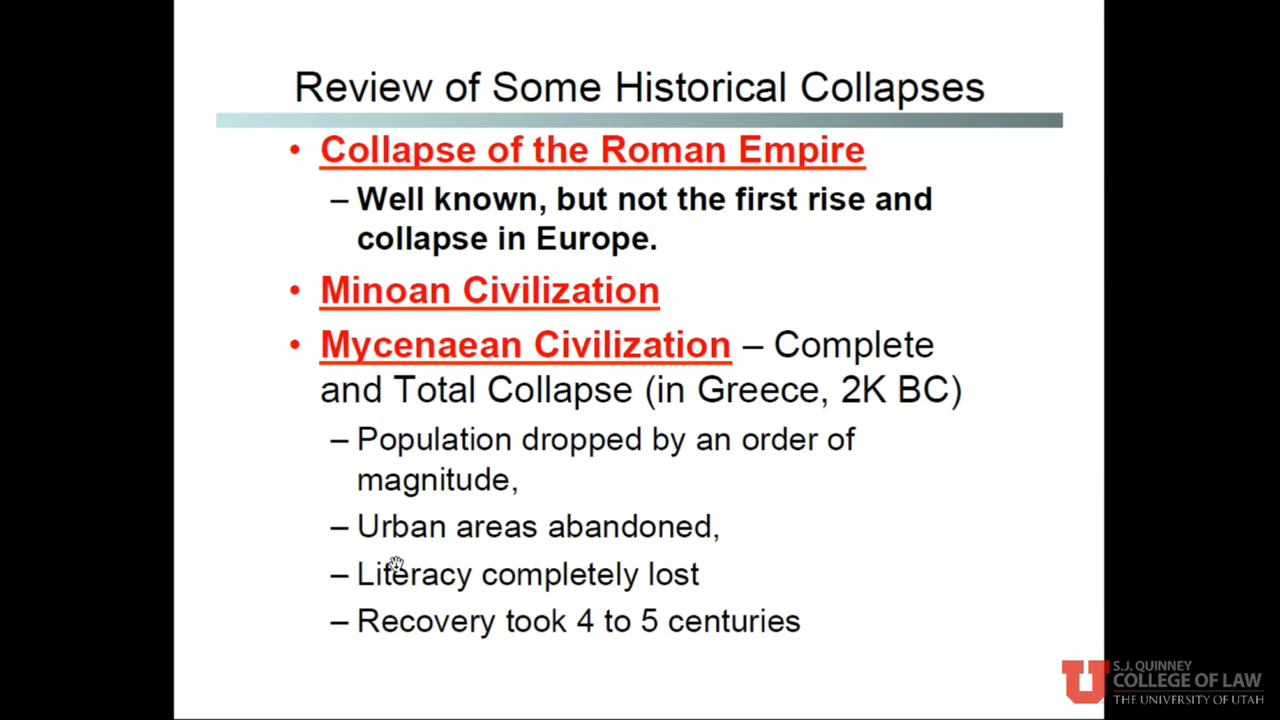 Review of Some Historical Collapses
• Collapse of the Roman Empire
– Well known, but not the first rise and
collapse in Europe.
• Minoan Civilization
• Mycenaean Civilization – Complete
and Total Collapse (in Greece, 2K BC)
– Population dropped by an order of
magnitude,
– Urban areas abandoned,
– Literacy completely lost
– Recovery took 4 to 5 centuries
U
S.J. QUINNEY
COLLEGE OF LAW
THE UNIVERSITY OF UTAH